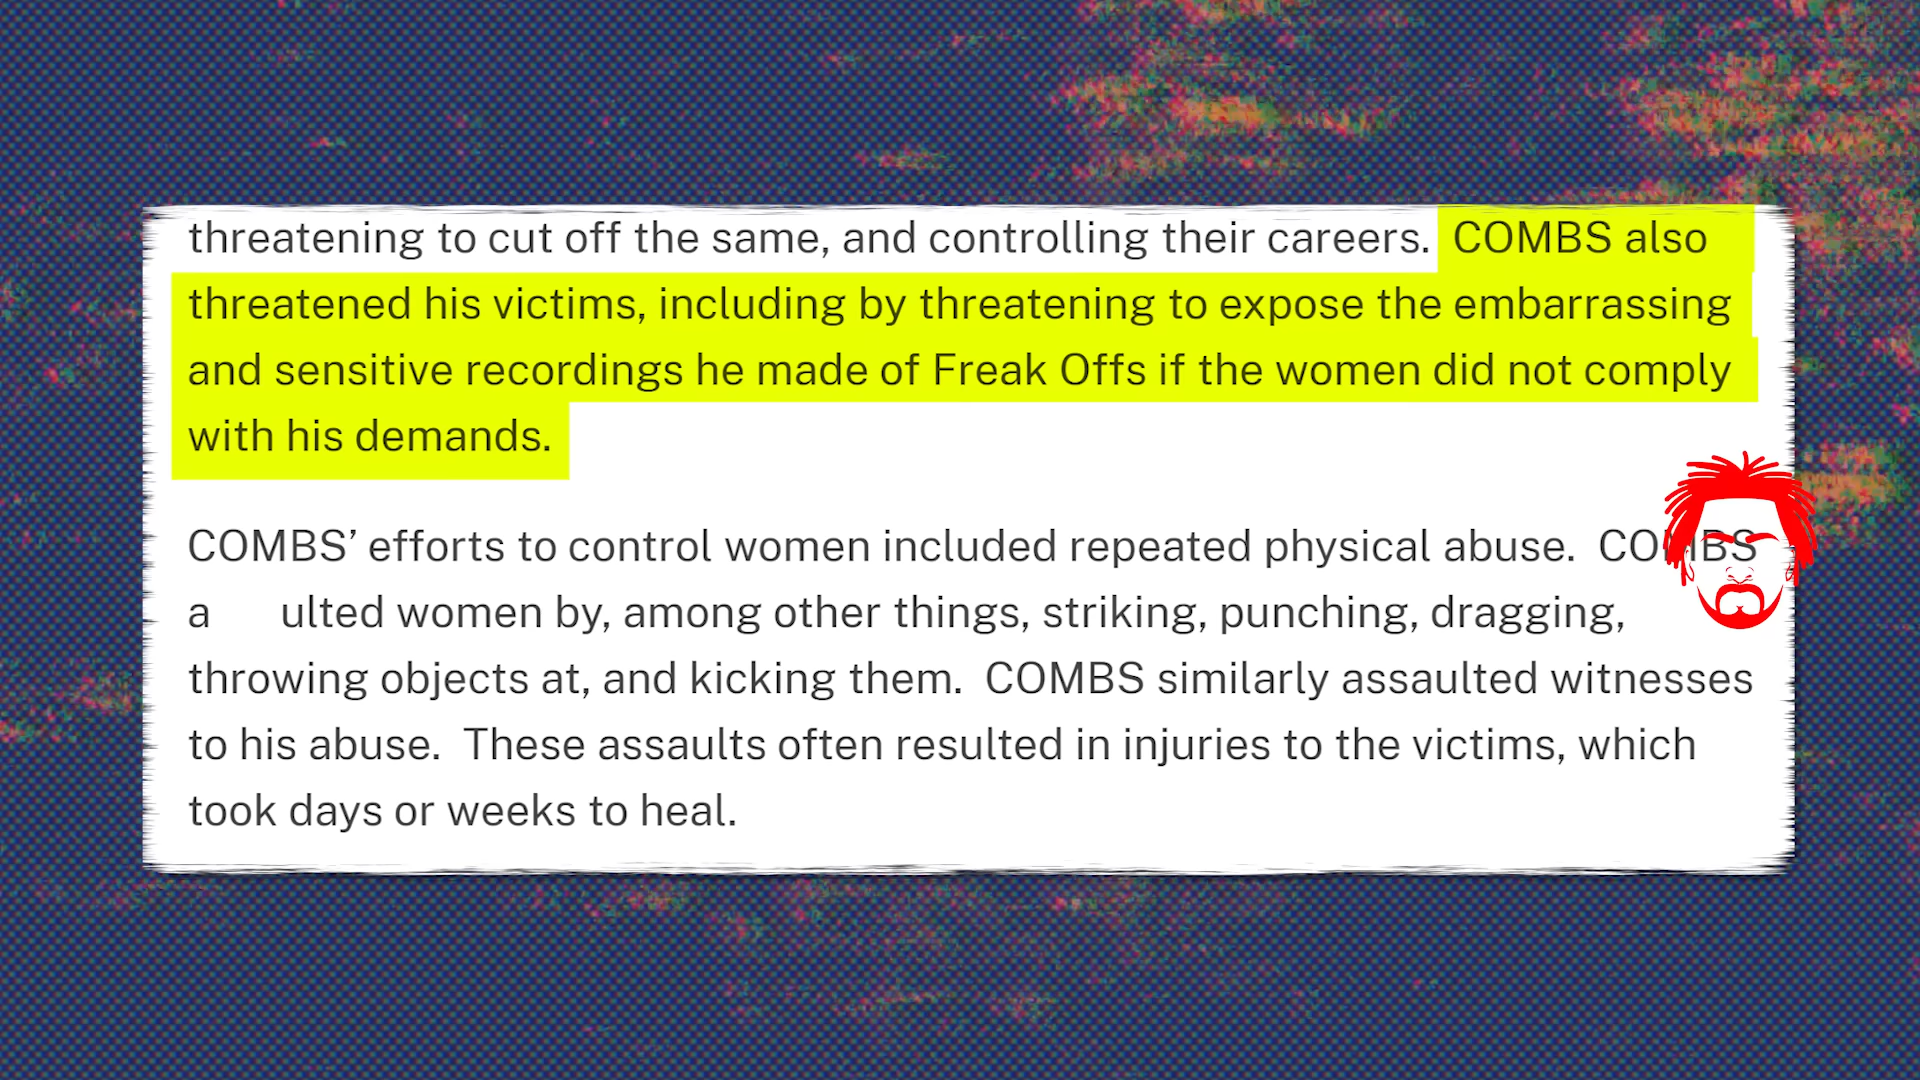 threatening to cut off the same, and controlling their careers. COMBS also
threatened his victims, including by threatening to expose the embarrassing
and sensitive recordings he made of Freak Offs if the women did not comply
with his demands.
COMBS’ efforts to control women included repeated physical abuse. COMBS
a ulted women by, among other things, striking, punching, dragging,
throwing objects at, and kicking them. COMBS similarly assaulted witnesses
to his abuse. These assaults often resulted in injuries to the victims, which
took days or weeks to heal.